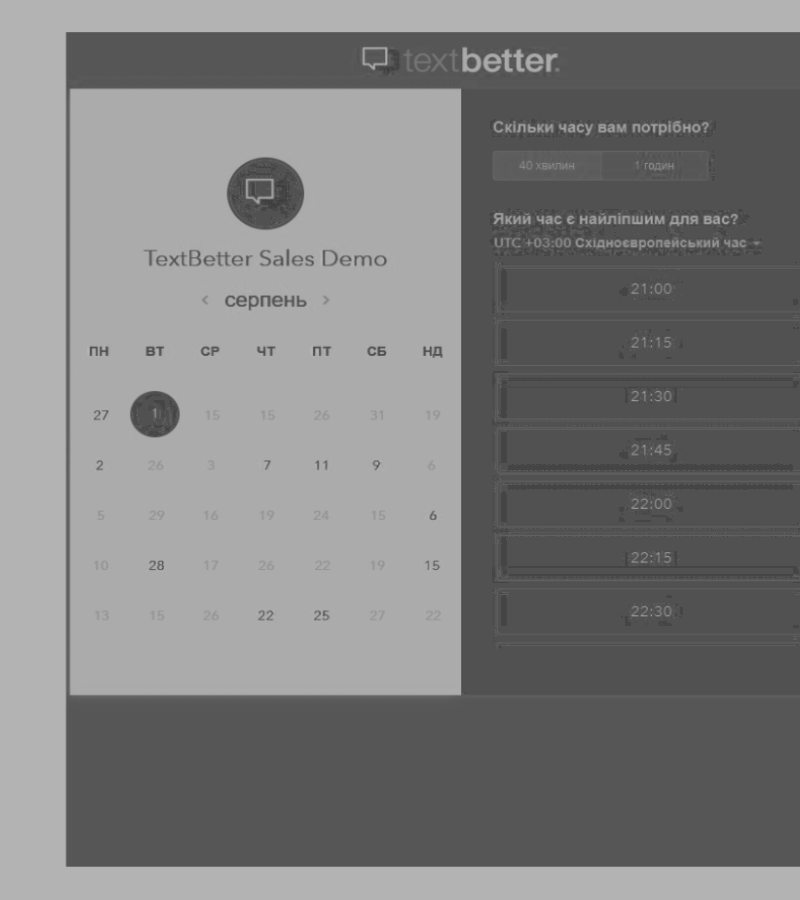 textbetter.
TextBetter Sales Demo
‹ серпень ›
ПН ВТ СР ЧТ ПТ СБ НД
27 1 15 15 26 31 19
2 26 3 7 11 9 6
5 29 16 19 24 15 6
10 28 17 26 22 19 15
13 15 26 22 25 27 22
Скільки часу вам потрібно?
40 хвилин 1 годин
Який час є найліпшим для вас?
UTC +03:00 Східноєвропейський час
21:00
21:15
21:30
21:45
22:00
22:15
22:30